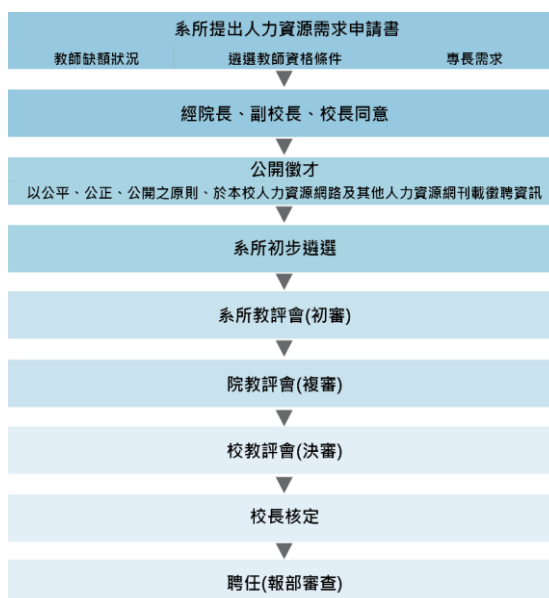 系所提出人力資源需求申請書
教師缺額狀況 遴選教師資格條件 專長需求
經院長、副校長、校長同意
公開徵才
以公平、公正、公開之原則、於本校人力資源網路及其他人力資源網刊載徵聘資訊
系所初步遴選
系所教評會(初審)
院教評會(複審)
校教評會(決審)
校長核定
聘任(報部審查)